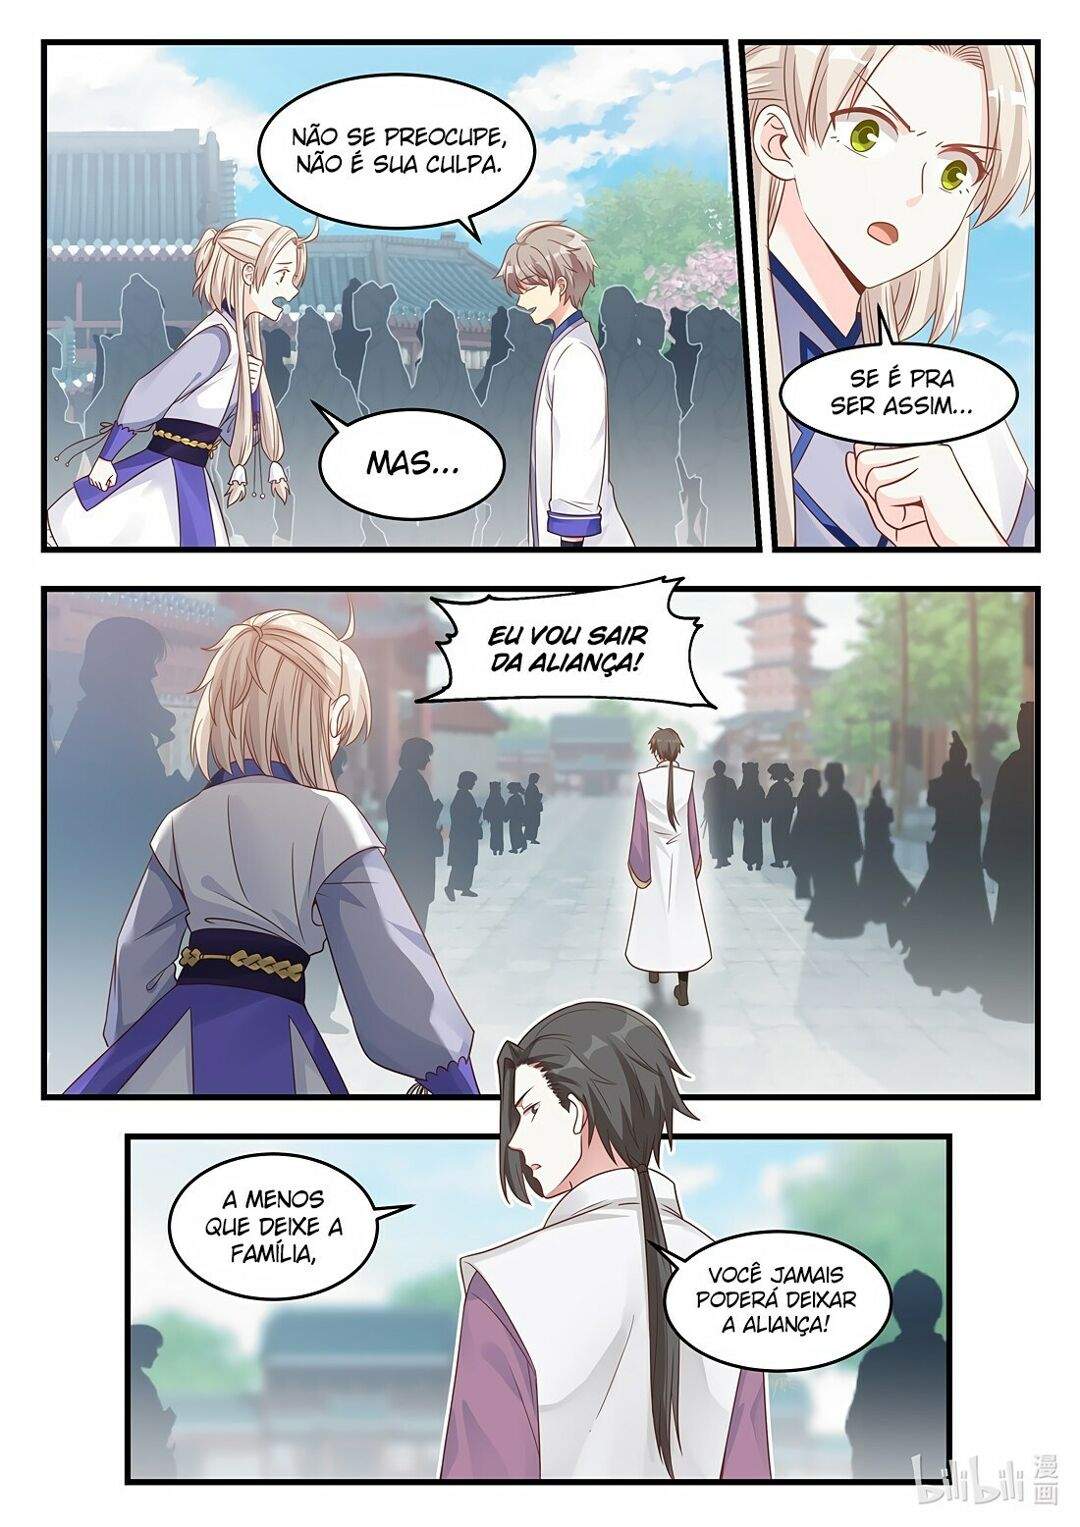 NÃO SE PREOCUPE,
NÃO É SUA CULPA.
MAS...
SE É PRA
SER ASSIM...
EU VOU SAIR
DA ALIANÇA!
A MENOS
QUE DEIXE A
FAMÍLIA,
VOCÊ JAMAIS
PODERÁ DEIXAR
A ALIANÇA!
bilibili 漫画